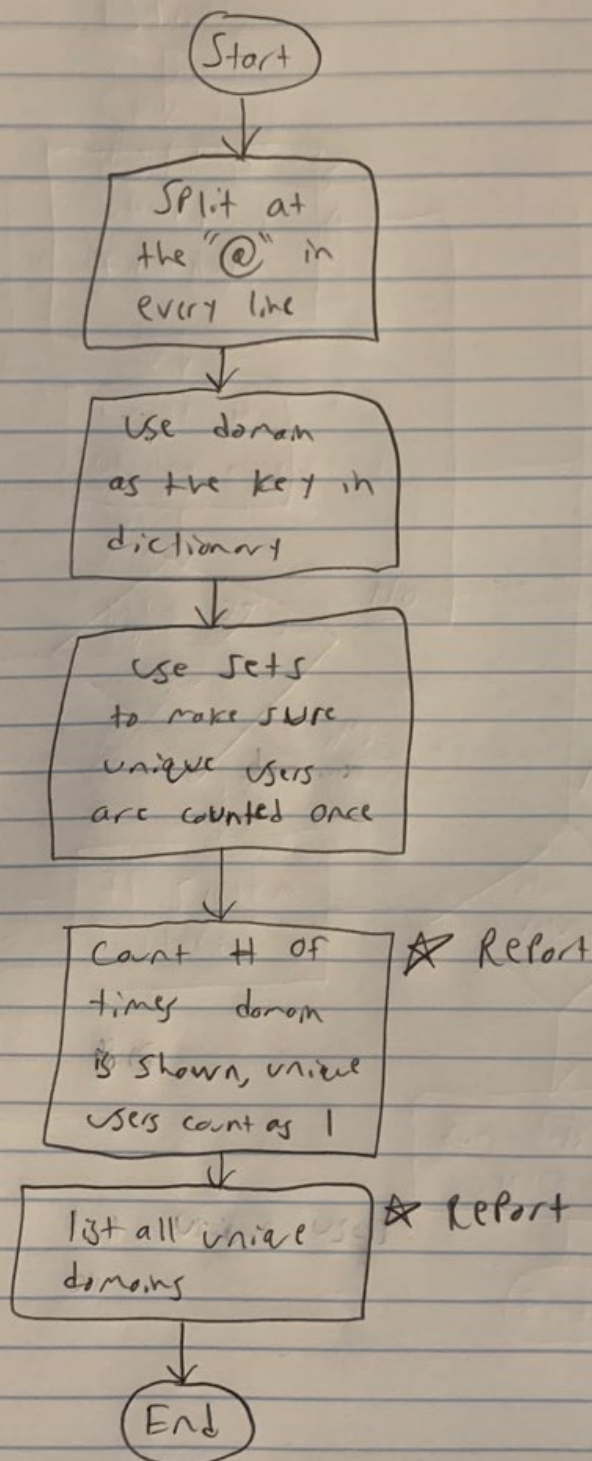 Start
Split at
the "@" in
every line
use domain
as the key in
dictionary
use sets
to make sure
unique users
are counted once
Count # of
times domain
is shown, unique
users count as 1
★ Report
list all unique
domains
★ Report
End